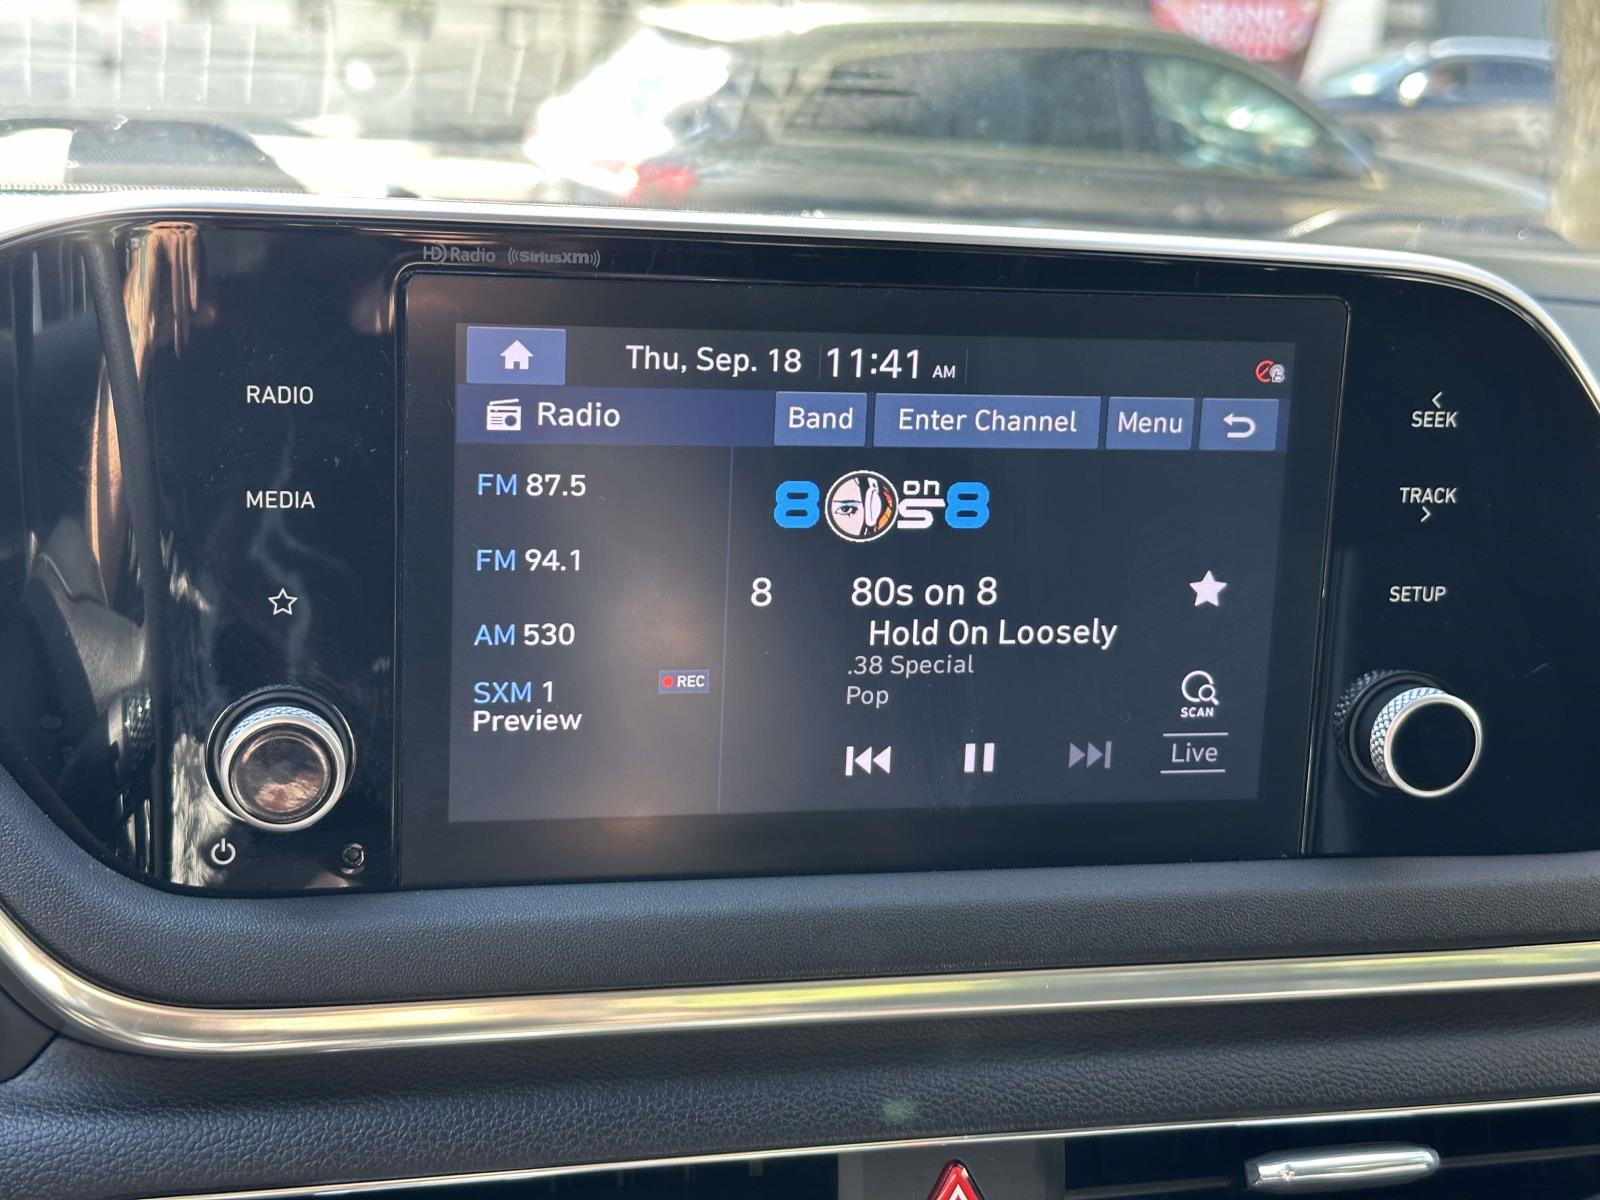 GRAND
OPENING
HD Radio ((SiriusXM))
Thu, Sep. 18 11:41 AM
Radio Band Enter Channel Menu
RADIO
MEDIA
FM 87.5
FM 94.1
AM 530
SXM 1 REC
Preview
80s on 8
8 80s on 8
Hold On Loosely
.38 Special
Pop
SCAN
Live
< SEEK
TRACK >
SETUP